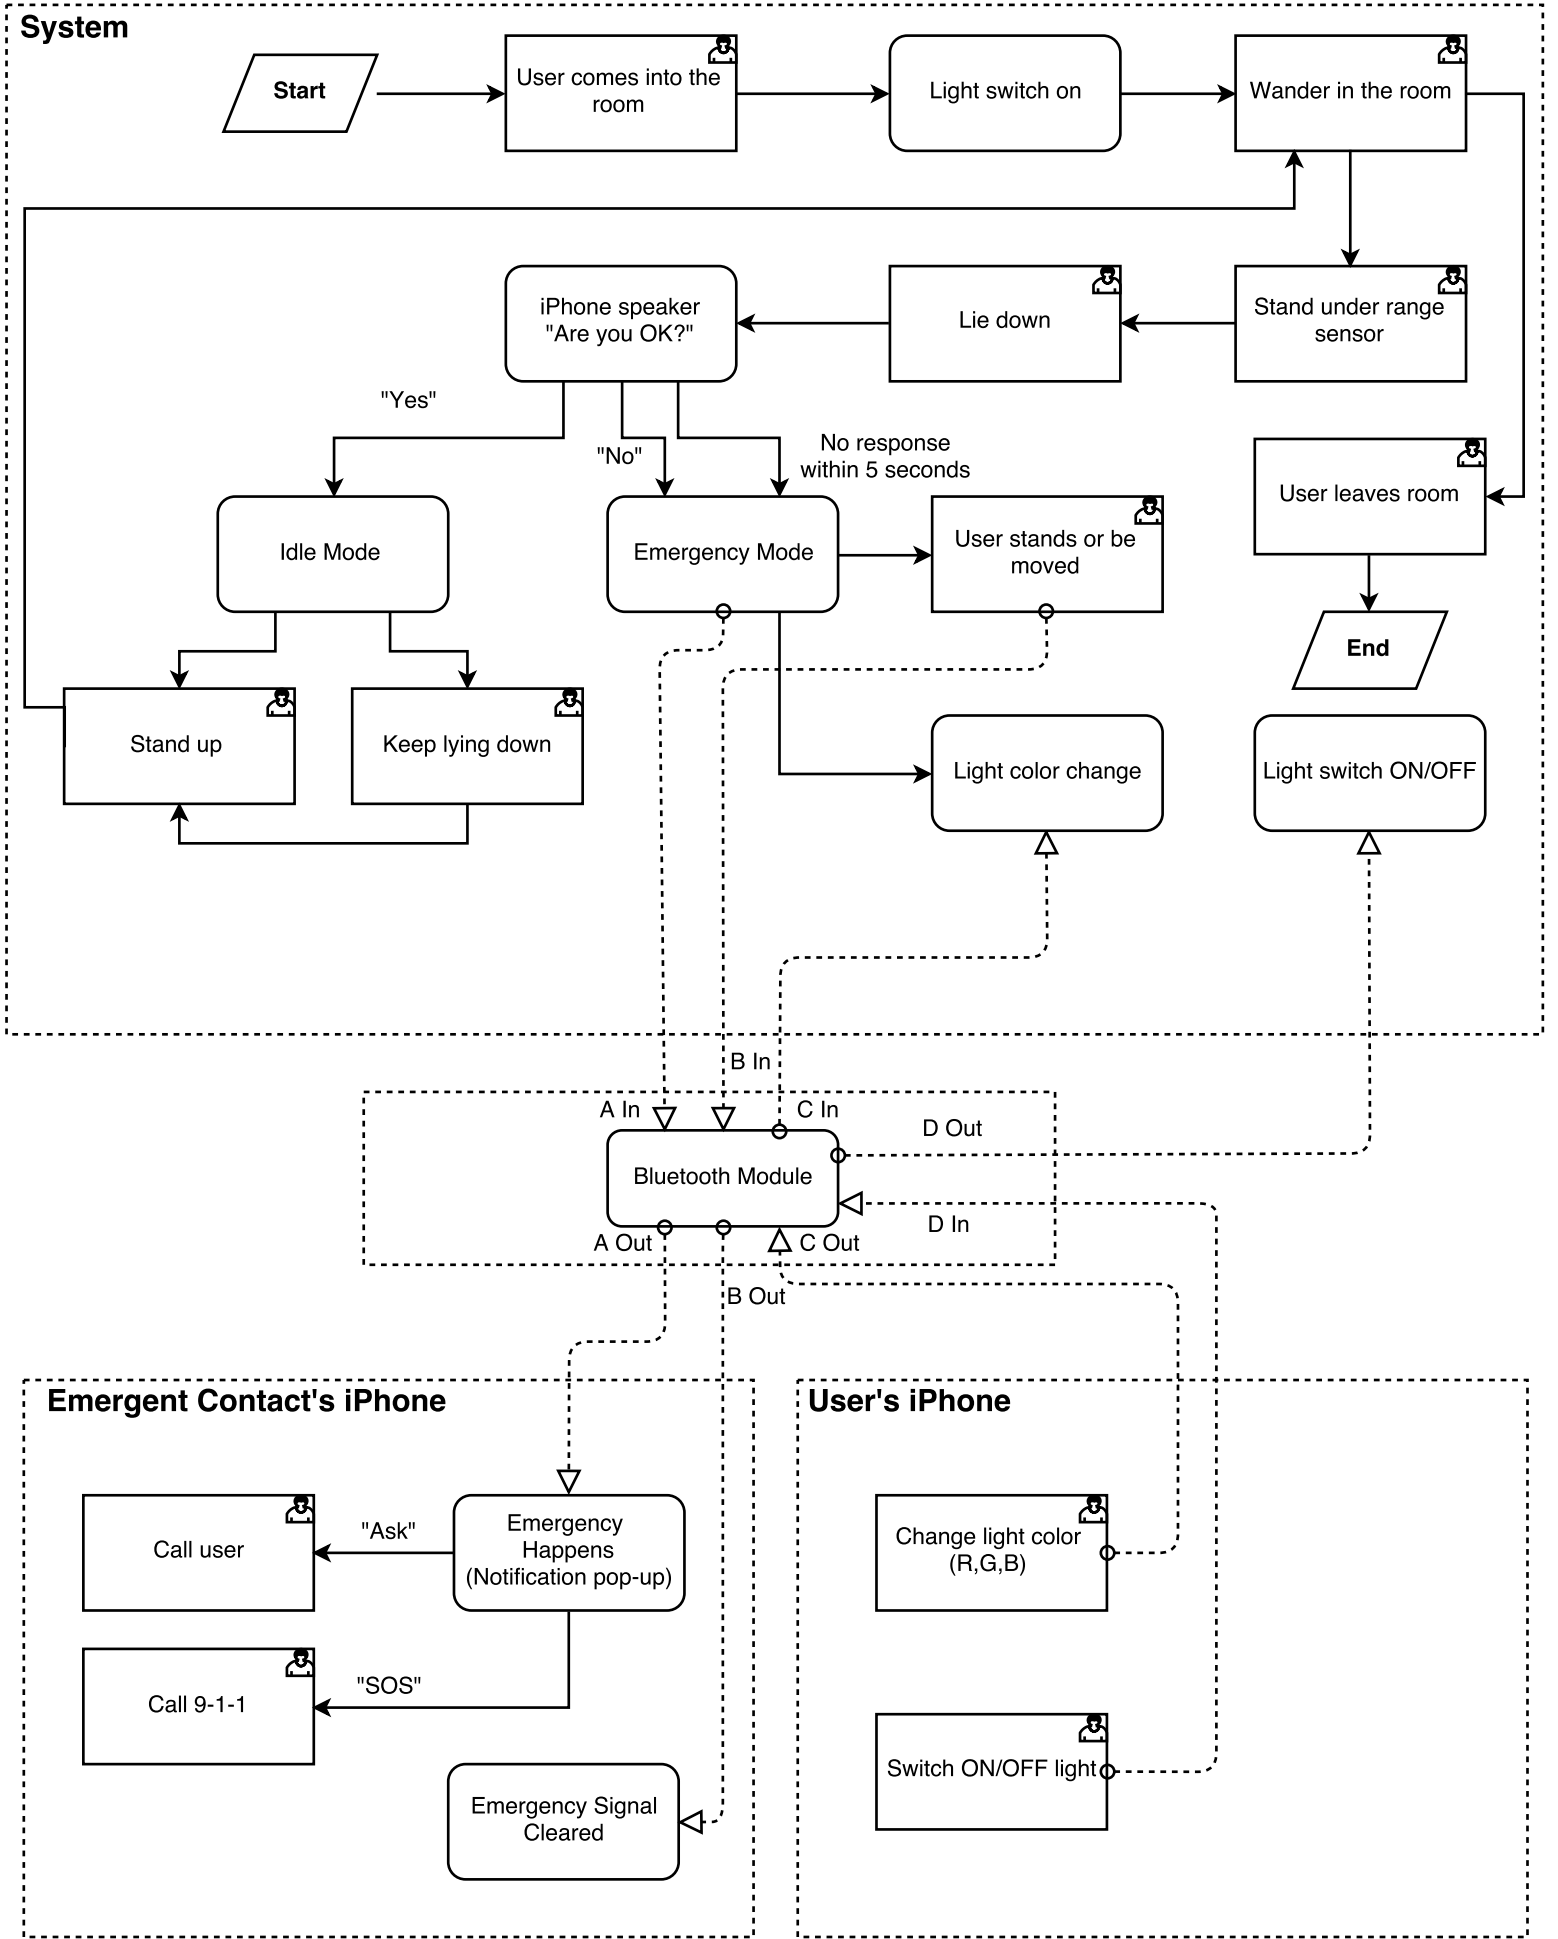 System
Start
User comes into the
room
Light switch on
Wander in the room
iPhone speaker
"Are you OK?"
Lie down
Stand under range
sensor
"Yes"
"No"
No response
within 5 seconds
User leaves room
Idle Mode
Emergency Mode
User stands or be
moved
End
Stand up
Keep lying down
Light color change
Light switch ON/OFF
B In
A In
C In
D Out
Bluetooth Module
D In
A Out
C Out
B Out
Emergent Contact's iPhone
Call user
"Ask"
Emergency
Happens
(Notification pop-up)
Call 9-1-1
"SOS"
Emergency Signal
Cleared
User's iPhone
Change light color
(R,G,B)
Switch ON/OFF light